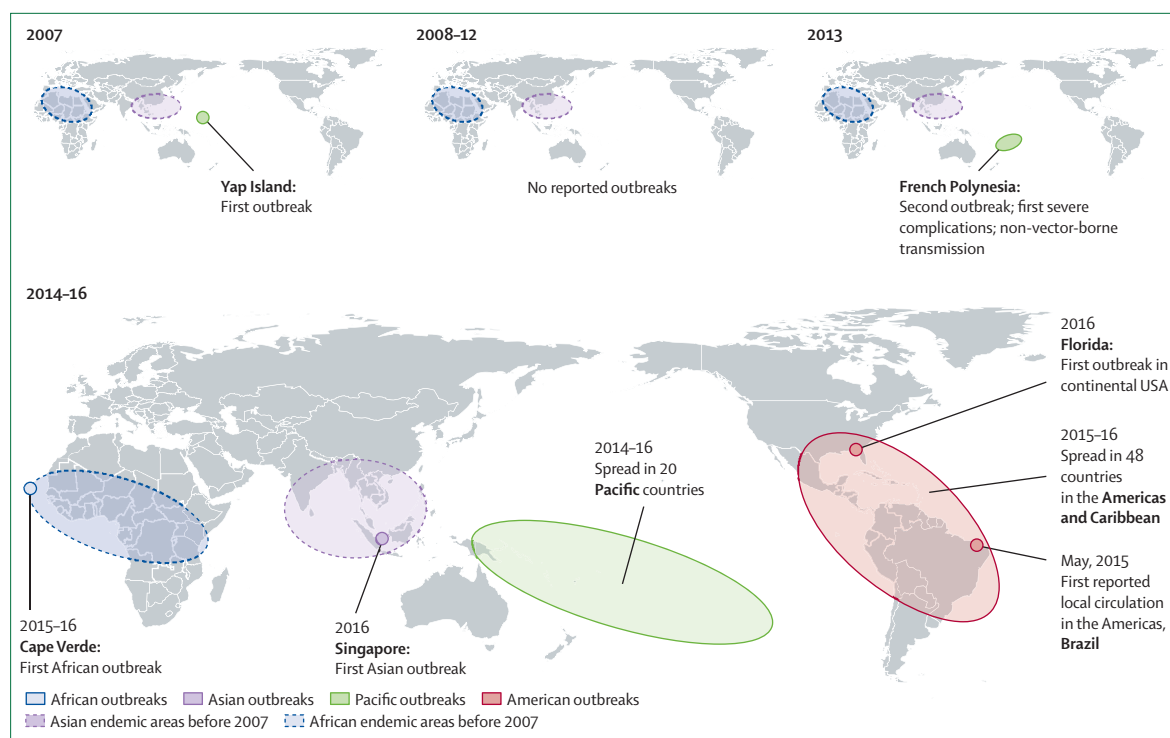 2007
2008–12
2013
Yap Island:
First outbreak
No reported outbreaks
French Polynesia:
Second outbreak; first severe
complications; non-vector-borne
transmission
2014–16
2016
Florida:
First outbreak in
continental USA
2015–16
Spread in 48
countries
in the Americas
and Caribbean
May, 2015
First reported
local circulation
in the Americas,
Brazil
2014–16
Spread in 20
Pacific countries
2015–16
Cape Verde:
First African outbreak
2016
Singapore:
First Asian outbreak
African outbreaks
Asian outbreaks
Pacific outbreaks
American outbreaks
Asian endemic areas before 2007
African endemic areas before 2007